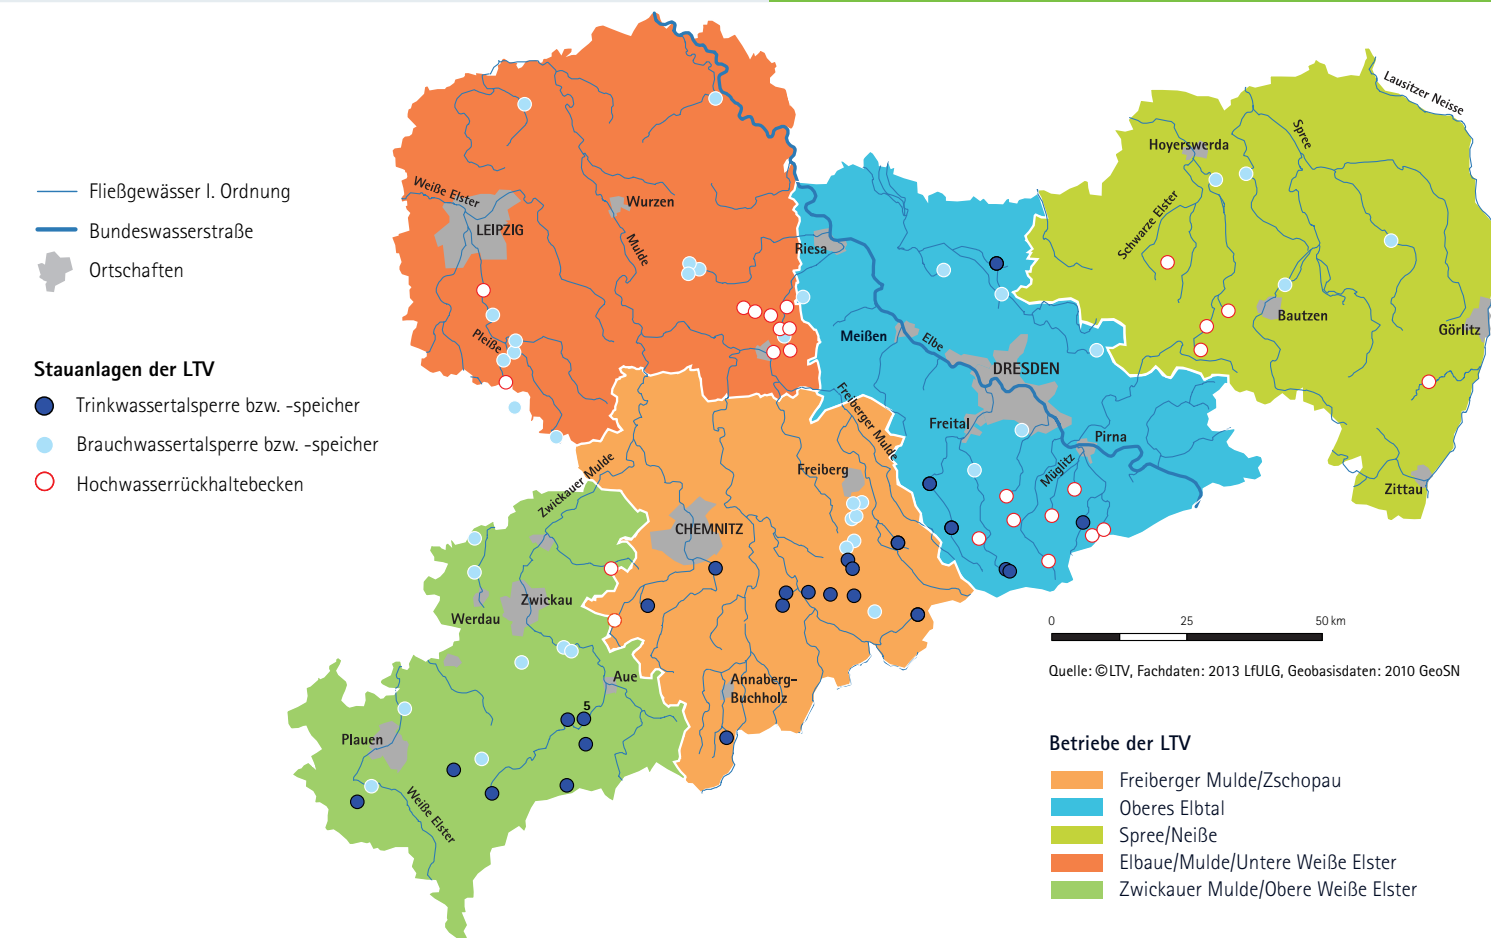 Fließgewässer I. Ordnung
Bundeswasserstraße
Ortschaften
Stauanlagen der LTV
Trinkwassertalsperre bzw. -speicher
Brauchwassertalsperre bzw. -speicher
Hochwasserrückhaltebecken
Weiße Elster
LEIPZIG
Wurzen
Mulde
Pleiße
Riesa
Meißen
Elbe
DRESDEN
Freital
Pirna
Müglitz
Freiberger Mulde
Freiberg
Hoyerswerda
Spree
Lausitzer Neisse
Schwarze Elster
Bautzen
Görlitz
Zittau
Zwickauer Mulde
CHEMNITZ
Zwickau
Werdau
Aue
Annaberg-
Buchholz
5
Plauen
Weiße Elster
0 25 50 km
Quelle: ©LTV, Fachdaten: 2013 LfULG, Geobasisdaten: 2010 GeoSN
Betriebe der LTV
Freiberger Mulde/Zschopau
Oberes Elbtal
Spree/Neiße
Elbaue/Mulde/Untere Weiße Elster
Zwickauer Mulde/Obere Weiße Elster